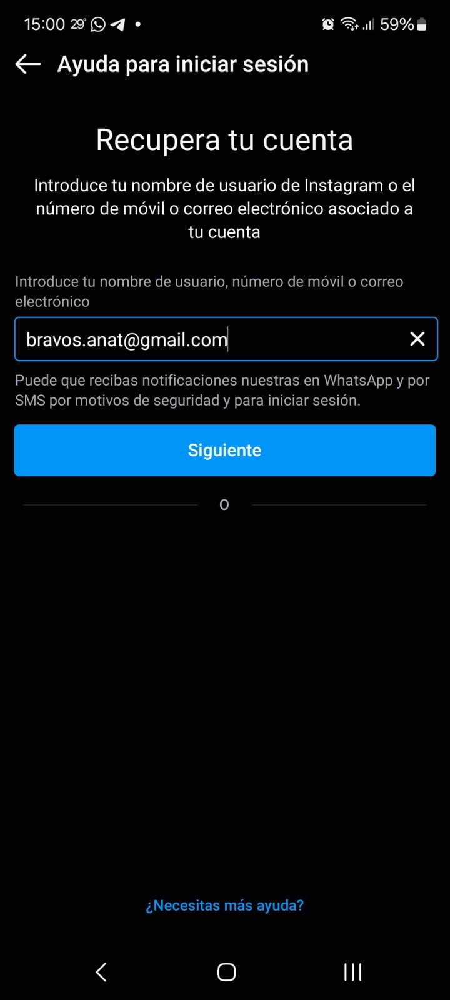 15:00 29° 59%
Ayuda para iniciar sesión
Recupera tu cuenta
Introduce tu nombre de usuario de Instagram o el
número de móvil o correo electrónico asociado a
tu cuenta
Introduce tu nombre de usuario, número de móvil o correo
electrónico
bravos.anat@gmail.com
Puede que recibas notificaciones nuestras en WhatsApp y por
SMS por motivos de seguridad y para iniciar sesión.
Siguiente
O
¿Necesitas más ayuda?